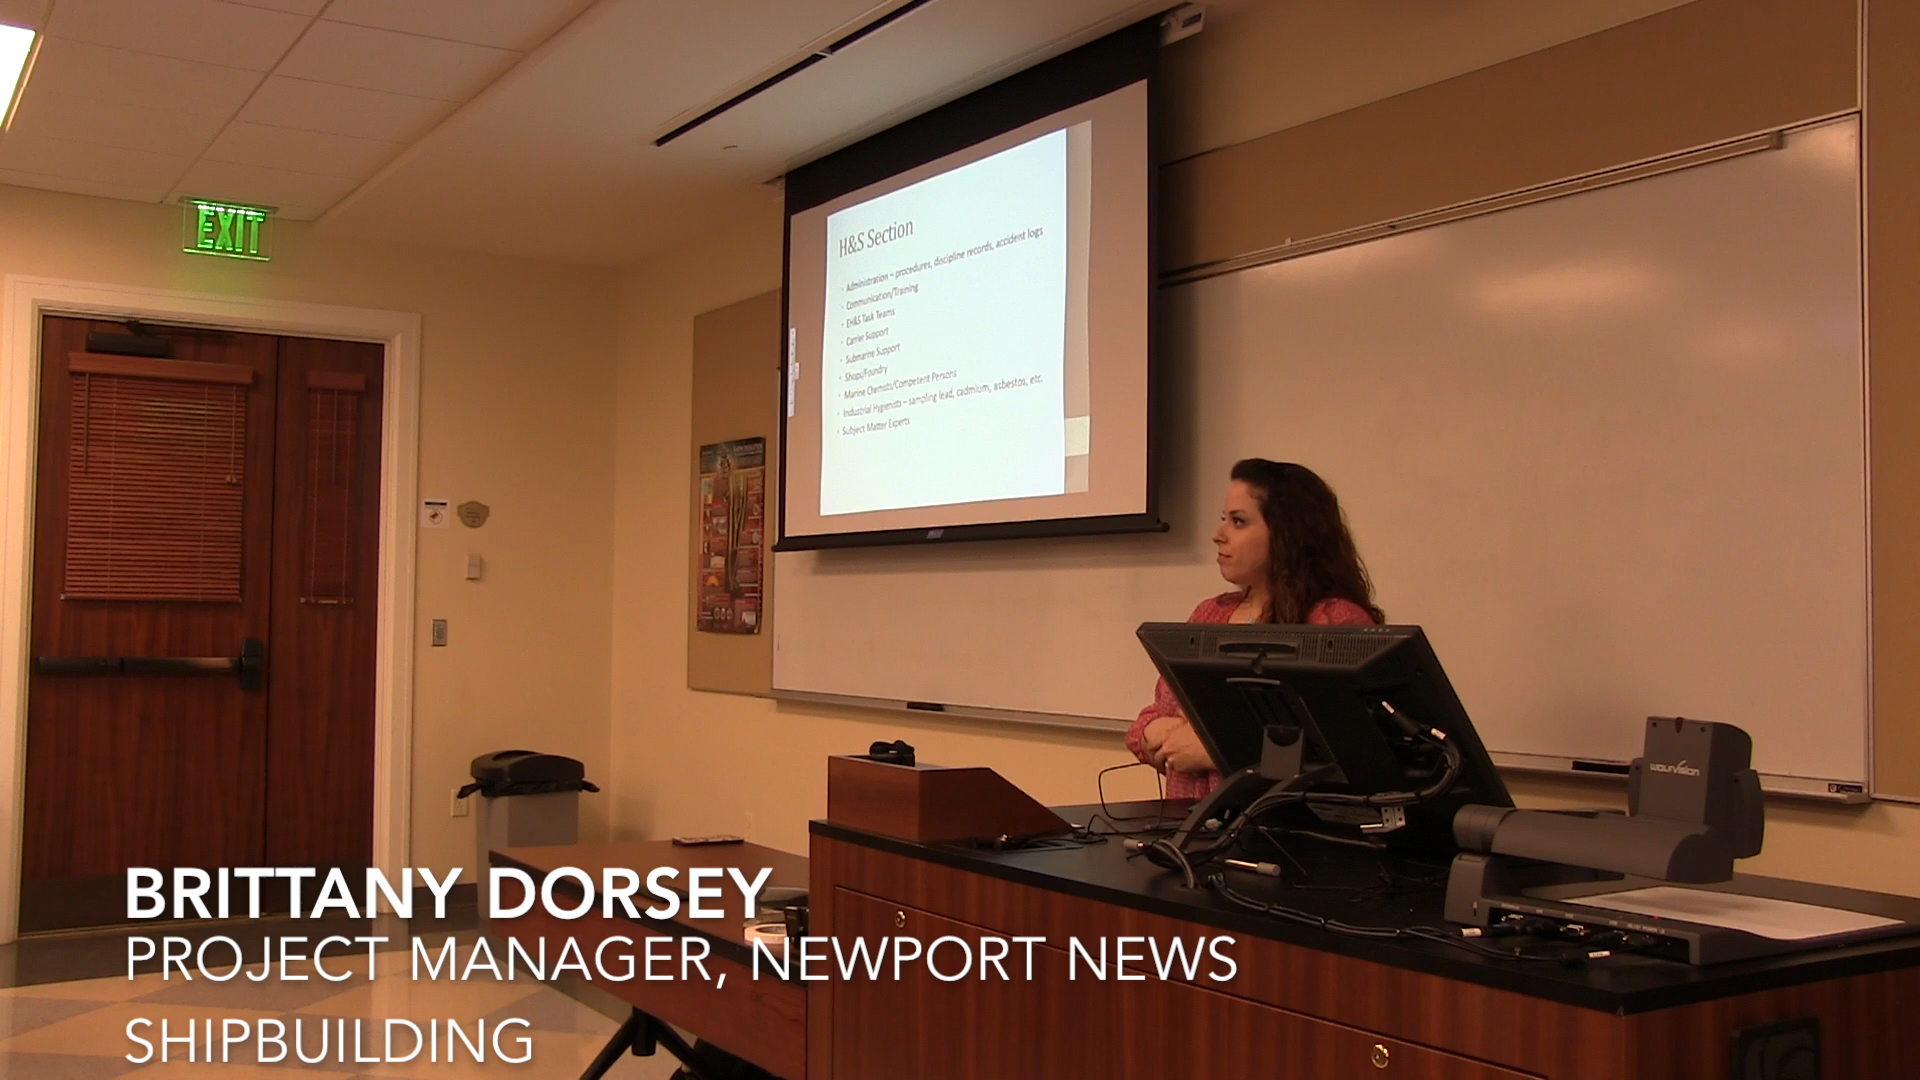 EXIT
H&S Section
Administration – procedures, discipline records, accident logs
Communication/Training
EH&S Task Teams
Carrier Support
Submarine Support
Shops/Foundry
Marine Chemists/Competent Persons
Industrial Hygienists – sampling lead, cadmium, asbestos, etc.
Subject Matter Experts
wolfvision
BRITTANY DORSEY
PROJECT MANAGER, NEWPORT NEWS
SHIPBUILDING